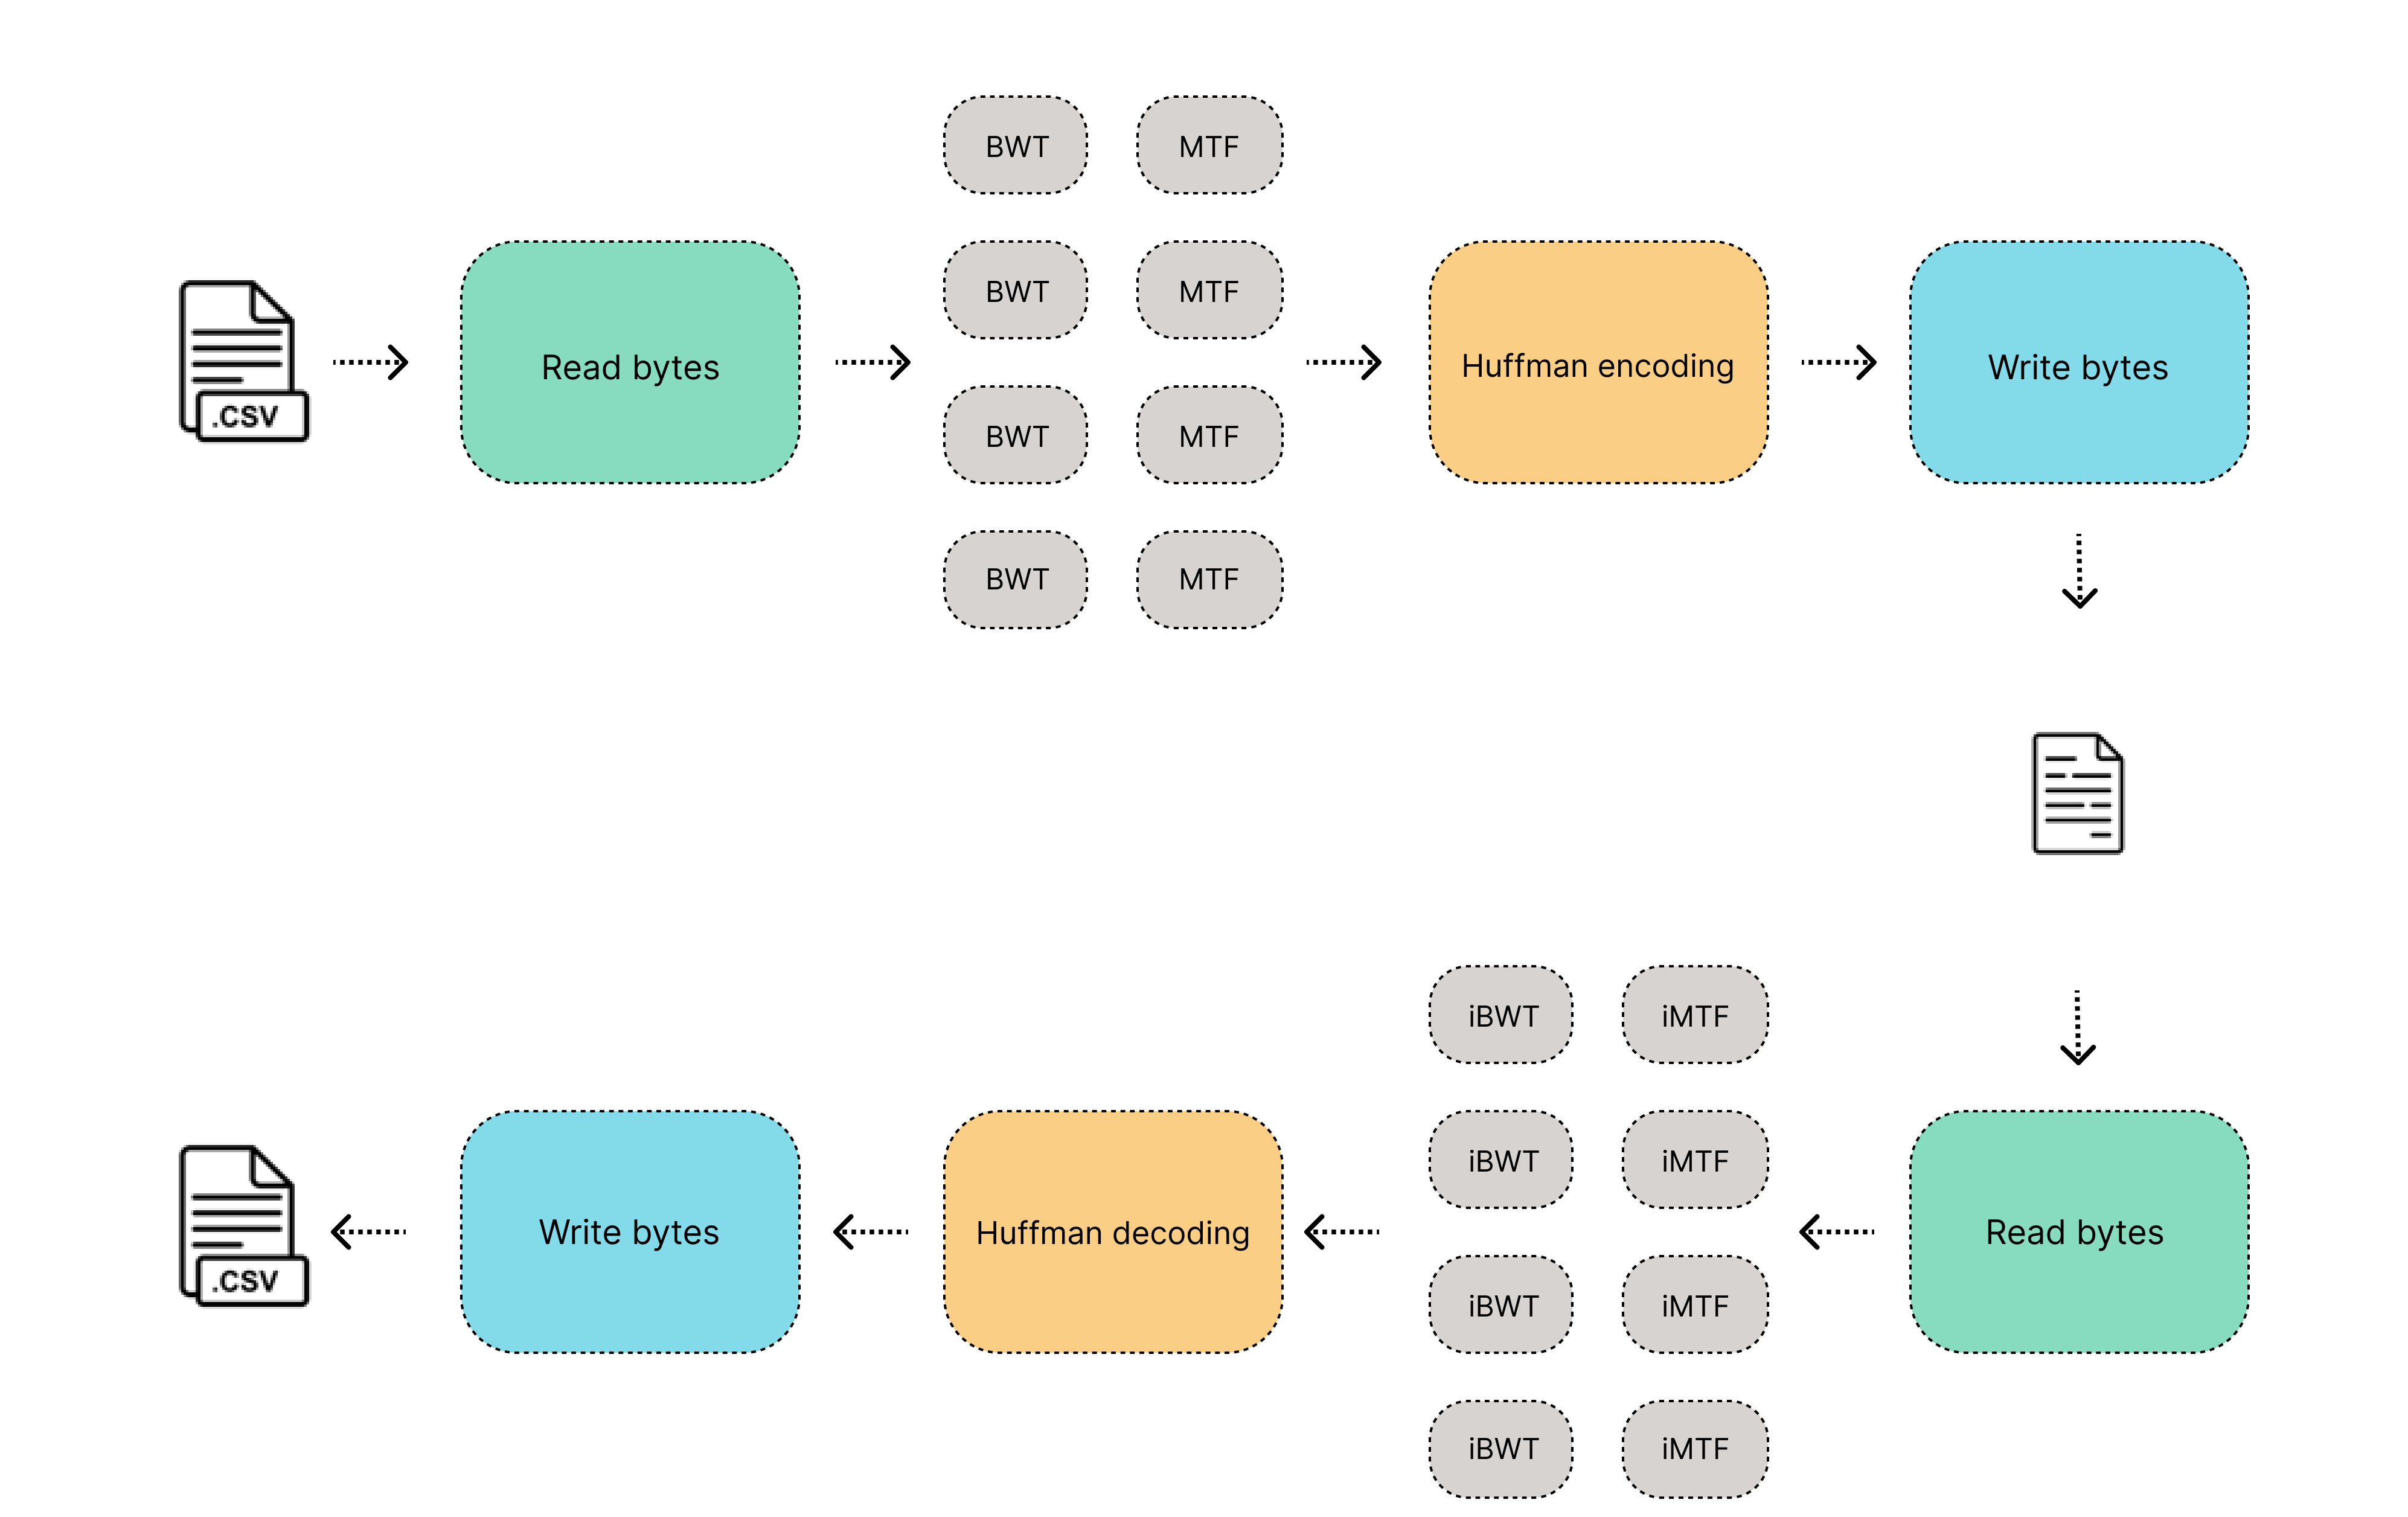 BWT MTF
BWT MTF
Read bytes
Huffman encoding
Write bytes
.CSV
BWT MTF
BWT MTF
iBWT iMTF
iBWT iMTF
Write bytes
Huffman decoding
Read bytes
.CSV
iBWT iMTF
iBWT iMTF